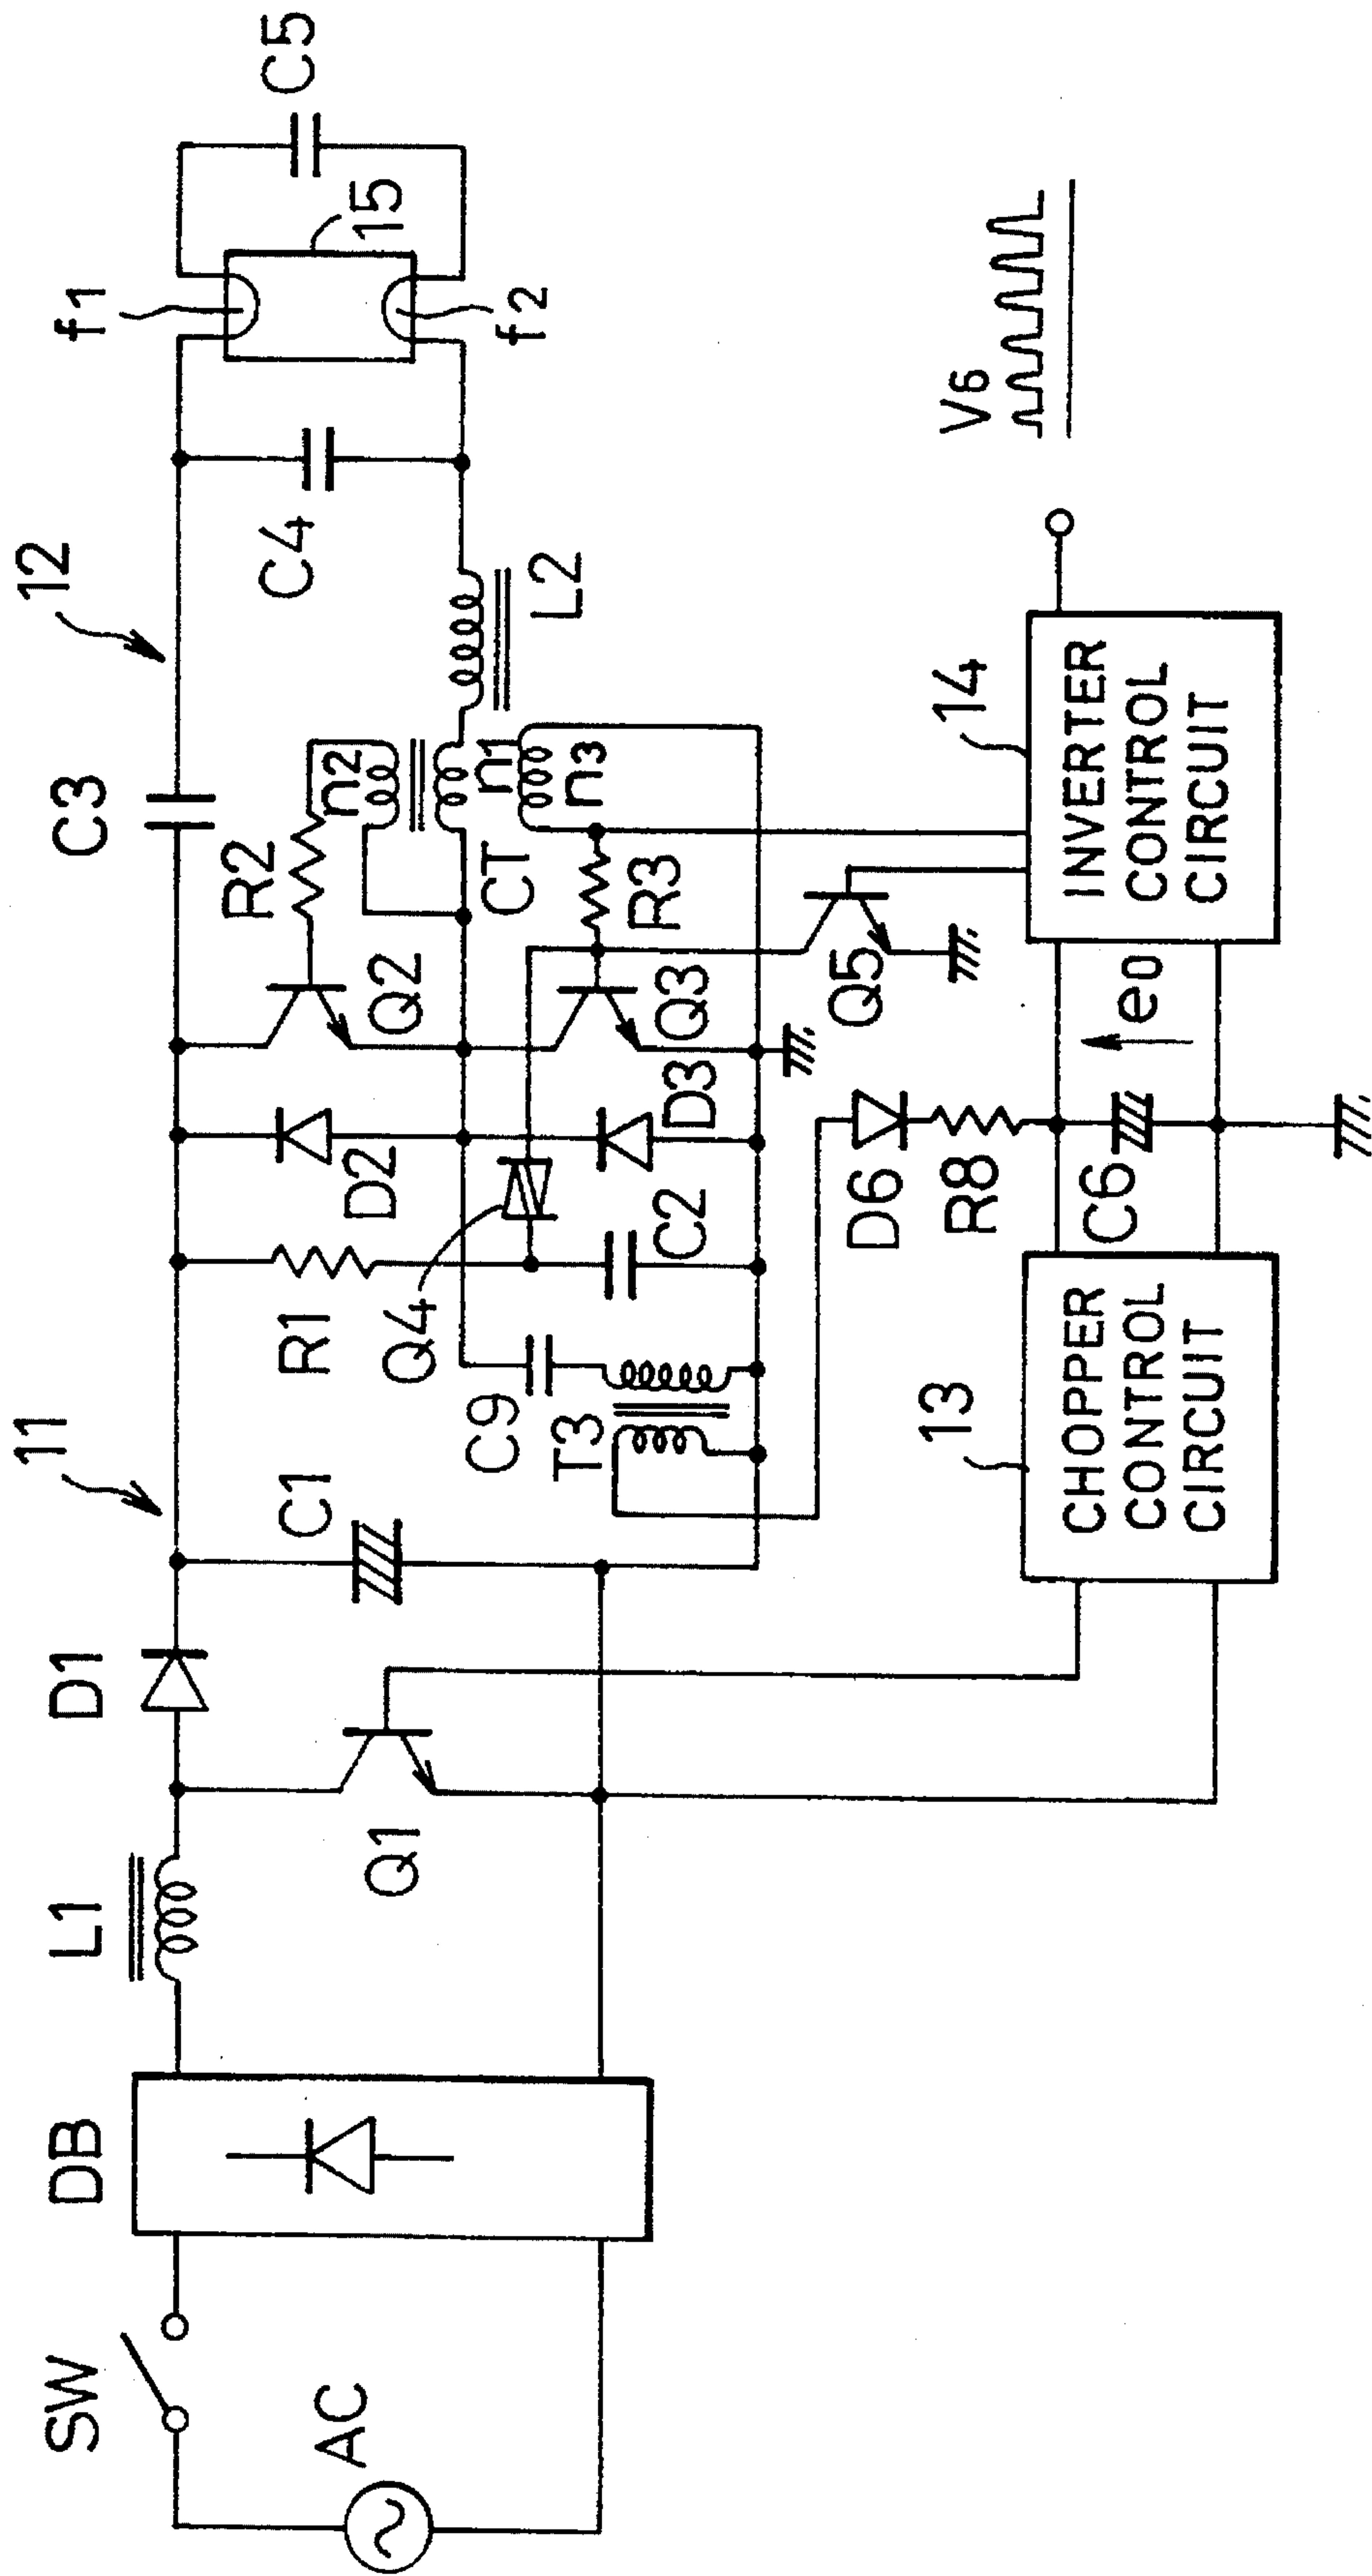 SW
AC
DB
L1
Q1
D1
11
C1
C9
T3
R1
Q4
C2
D2
D3
Q2
Q3
R2
R3
Q5
C3
n2
n1
n3
CT
12
L2
C4
f1
f2
15
C5
D6
R8
C6
e0
13
CHOPPER
CONTROL
CIRCUIT
14
INVERTER
CONTROL
CIRCUIT
V6